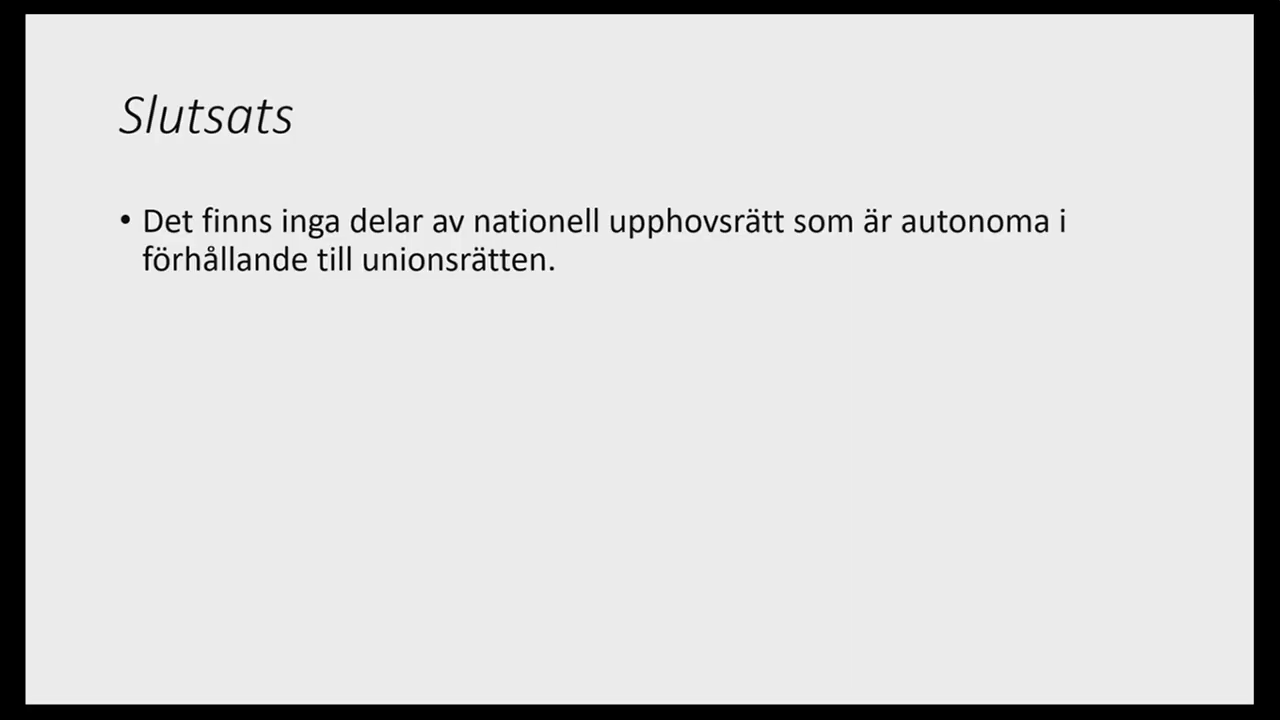 Slutsats
• Det finns inga delar av nationell upphovsrätt som är autonoma i
förhållande till unionsrätten.